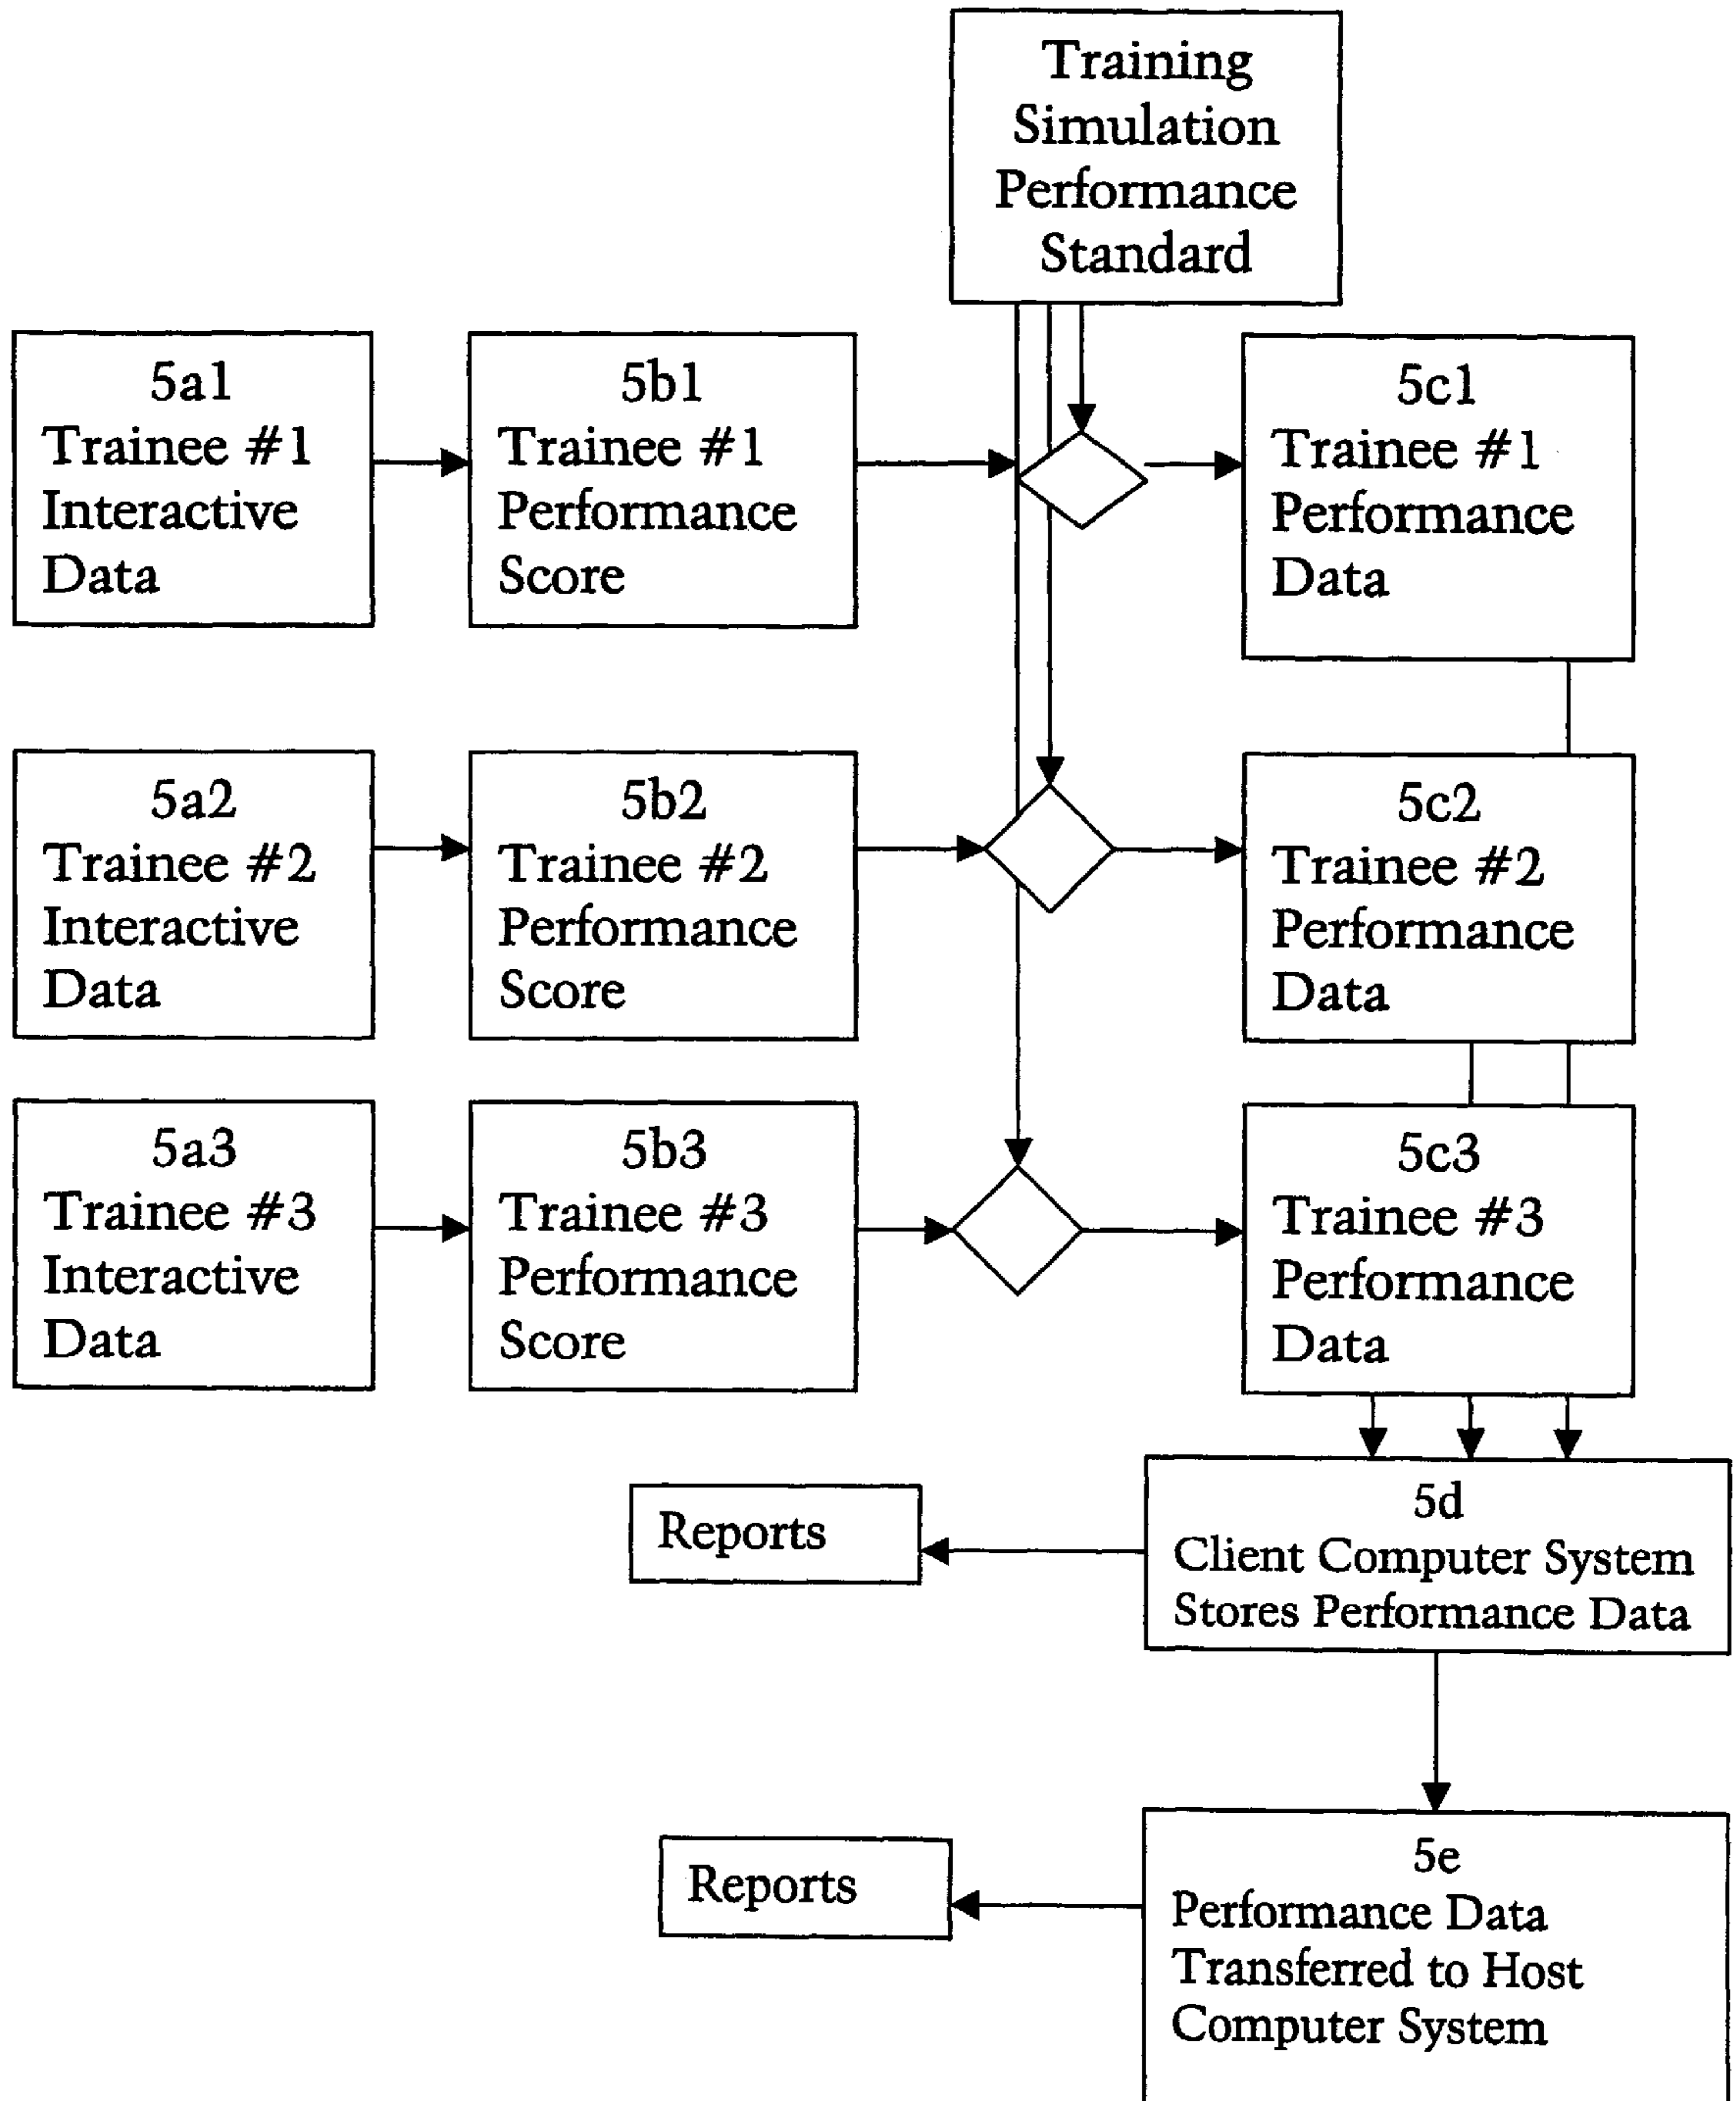 Training
Simulation
Performance
Standard
5a1
Trainee #1
Interactive
Data
5b1
Trainee #1
Performance
Score
5c1
Trainee #1
Performance
Data
5a2
Trainee #2
Interactive
Data
5b2
Trainee #2
Performance
Score
5c2
Trainee #2
Performance
Data
5a3
Trainee #3
Interactive
Data
5b3
Trainee #3
Performance
Score
5c3
Trainee #3
Performance
Data
Reports
5d
Client Computer System
Stores Performance Data
Reports
5e
Performance Data
Transferred to Host
Computer System